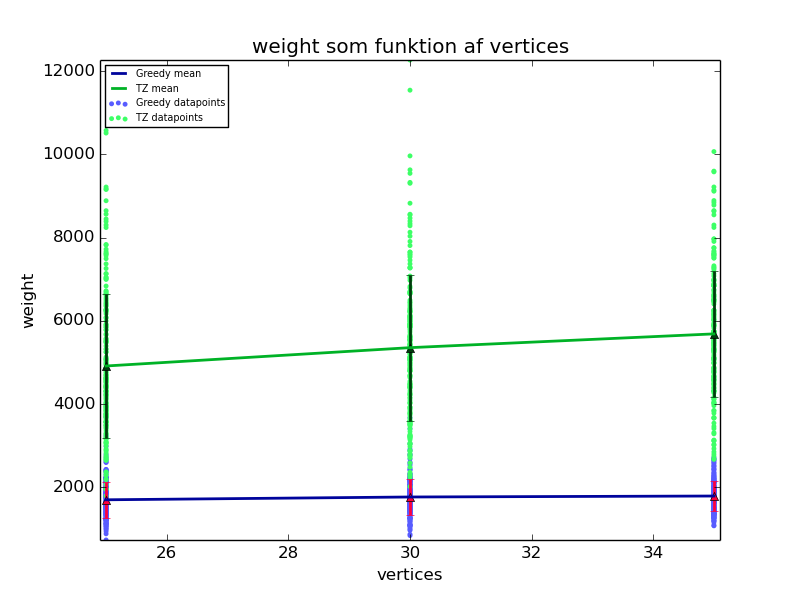 weight som funktion af vertices
Greedy mean
TZ mean
Greedy datapoints
TZ datapoints
12000
10000
8000
6000
4000
2000
weight
26 28 30 32 34
vertices